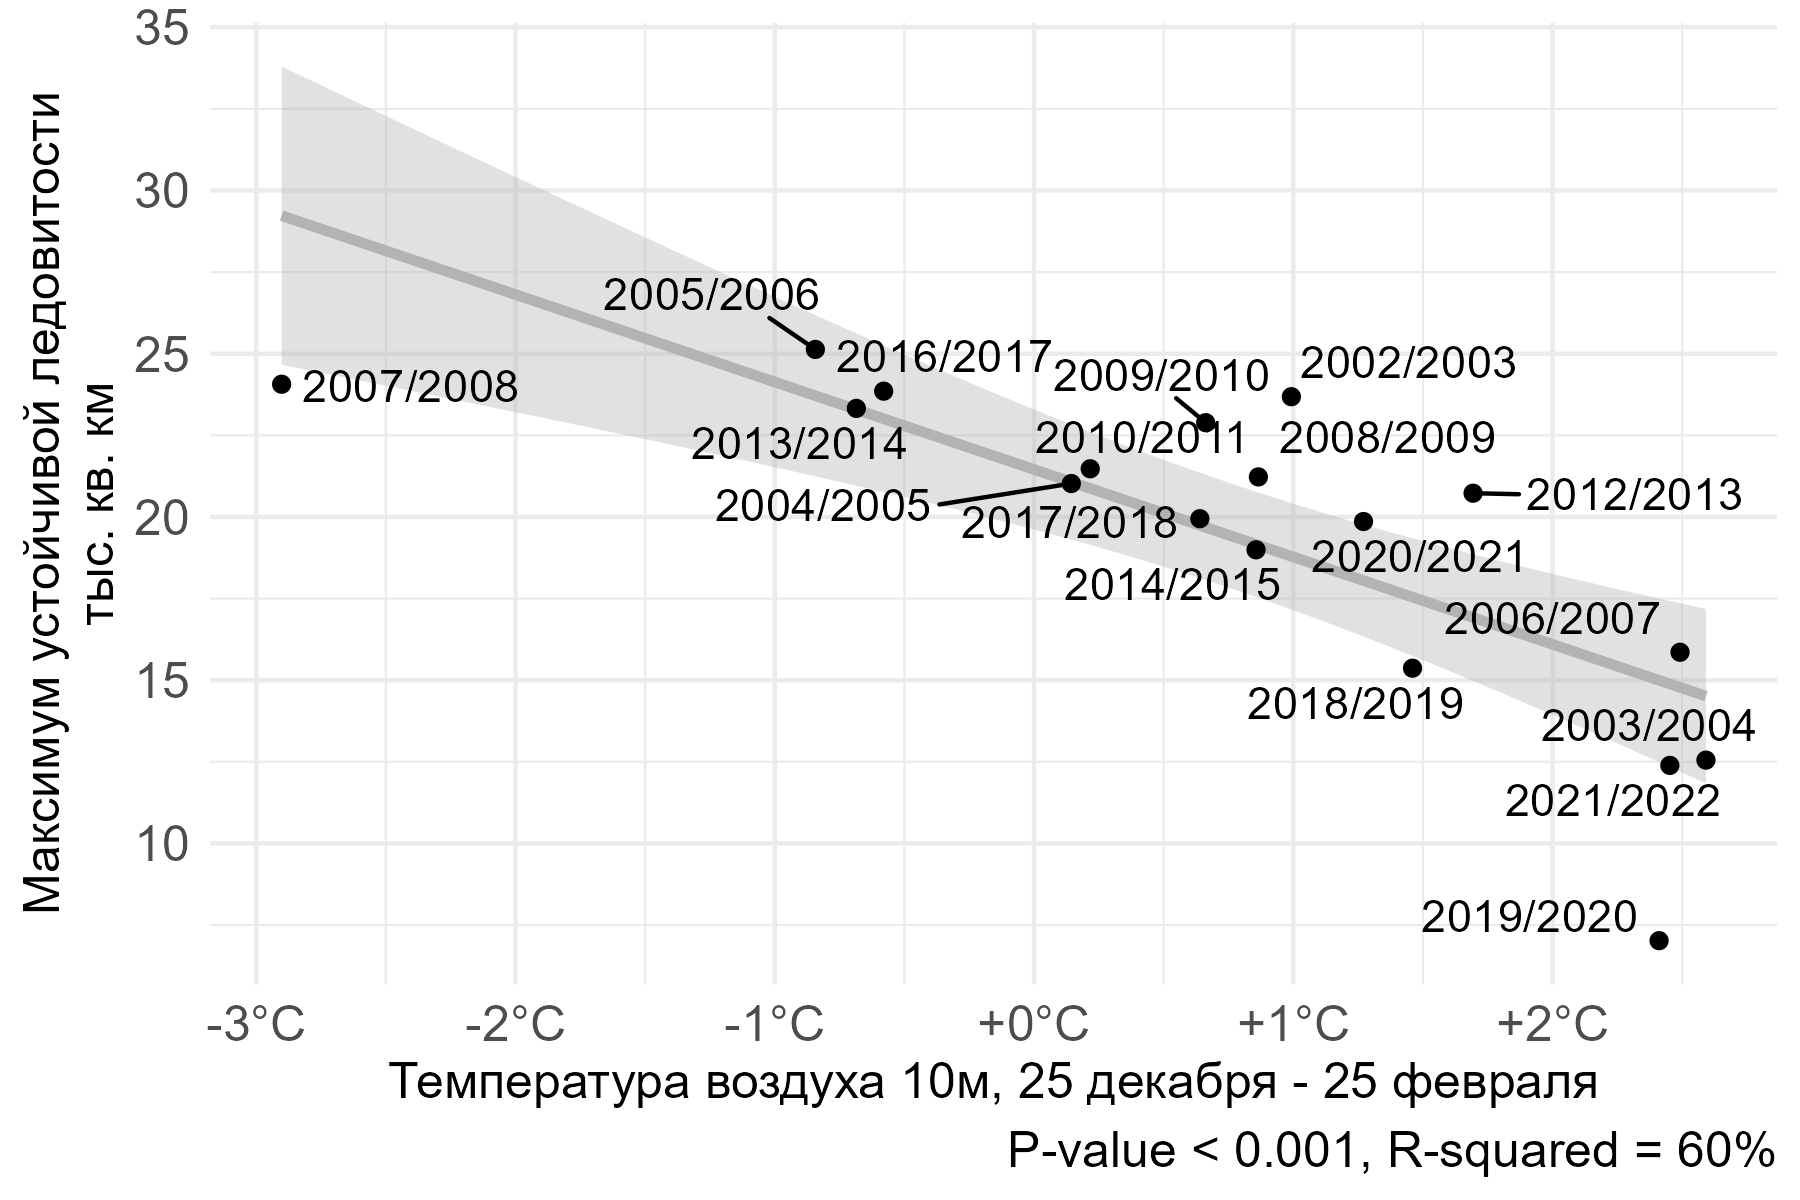 Максимум устойчивой ледовитости
тыс. кв. км
35
30
25
20
15
10
2005/2006
2016/2017
2009/2010
2002/2003
2007/2008
2013/2014
2010/2011
2008/2009
2004/2005
2017/2018
2012/2013
2014/2015
2020/2021
2006/2007
2018/2019
2003/2004
2021/2022
2019/2020
-3°C
-2°C
-1°C
+0°C
+1°C
+2°C
Температура воздуха 10м, 25 декабря - 25 февраля
P-value < 0.001, R-squared = 60%